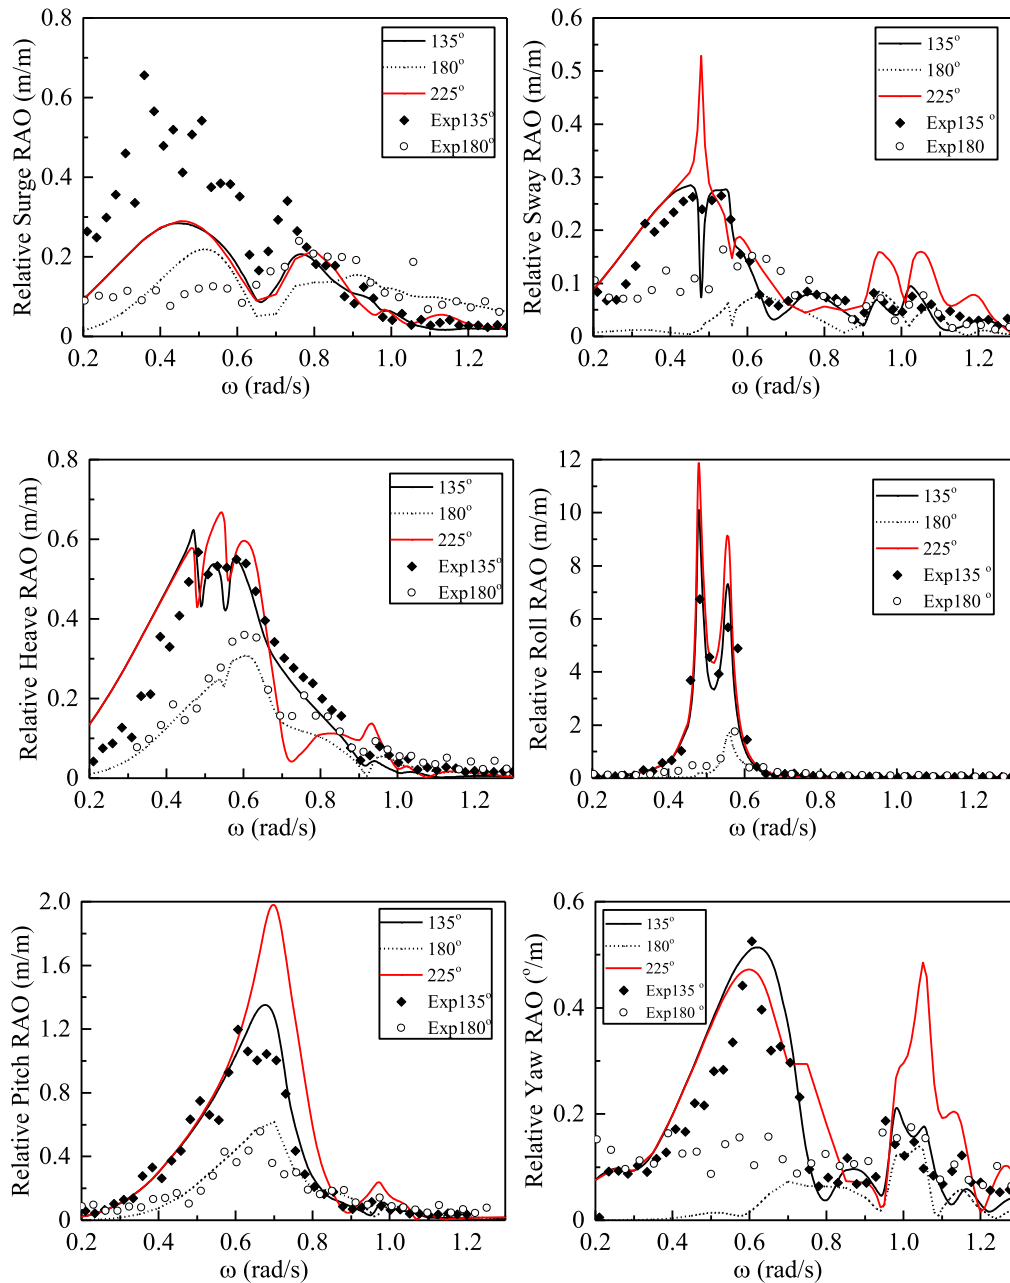 Relative Surge RAO (m/m)
0.8
0.6
0.4
0.2
0
0.2 0.4 0.6 0.8 1.0 1.2
ω (rad/s)
135°
180°
225°
Exp135°
Exp180°
Relative Sway RAO (m/m)
0.6
0.5
0.4
0.3
0.2
0.1
0
0.2 0.4 0.6 0.8 1.0 1.2
ω (rad/s)
135°
180°
225°
Exp135 °
Exp180
Relative Heave RAO (m/m)
0.8
0.6
0.4
0.2
0
0.2 0.4 0.6 0.8 1.0 1.2
ω (rad/s)
135°
180°
225°
Exp135°
Exp180°
Relative Roll RAO (m/m)
12
10
8
6
4
2
0
0.2 0.4 0.6 0.8 1.0 1.2
ω (rad/s)
135°
180°
225°
Exp135 °
Exp180 °
Relative Pitch RAO (m/m)
2.0
1.6
1.2
0.8
0.4
0
0.2 0.4 0.6 0.8 1.0 1.2
ω (rad/s)
135°
180°
225°
Exp135°
Exp180°
Relative Yaw RAO (°/m)
0.6
0.4
0.2
0
0.2 0.4 0.6 0.8 1.0 1.2
ω (rad/s)
135°
180°
225°
Exp135°
Exp180 °